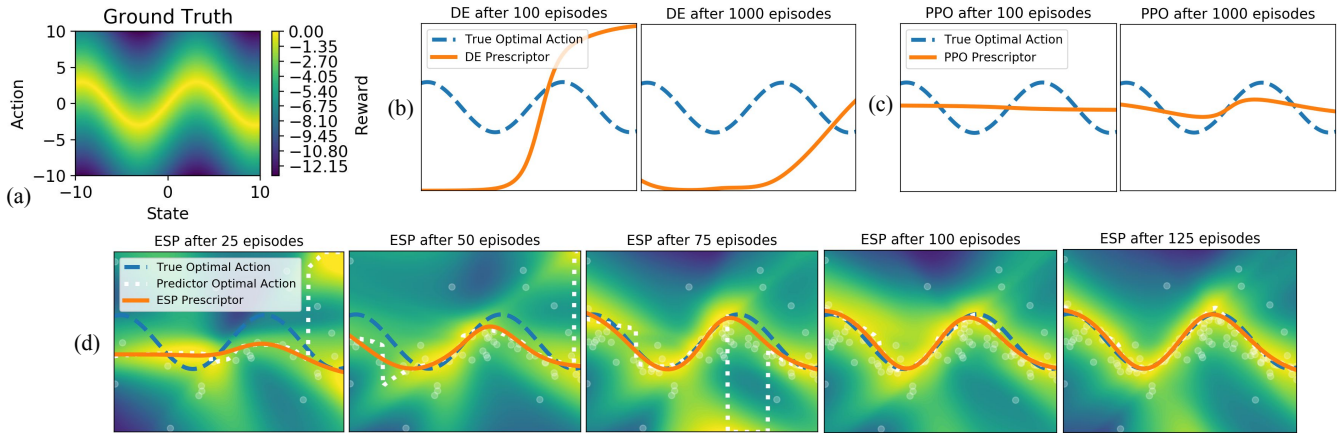 Ground Truth
10
5
0
−5
−10
−10
0
10
Action
State
0.00
−1.35
−2.70
−4.05
−5.40
−6.75
−8.10
−9.45
−10.80
−12.15
Reward
(a)
DE after 100 episodes
True Optimal Action
DE Prescriptor
DE after 1000 episodes
(b)
PPO after 100 episodes
True Optimal Action
PPO Prescriptor
PPO after 1000 episodes
(c)
ESP after 25 episodes
True Optimal Action
Predictor Optimal Action
ESP Prescriptor
ESP after 50 episodes
ESP after 75 episodes
ESP after 100 episodes
ESP after 125 episodes
(d)